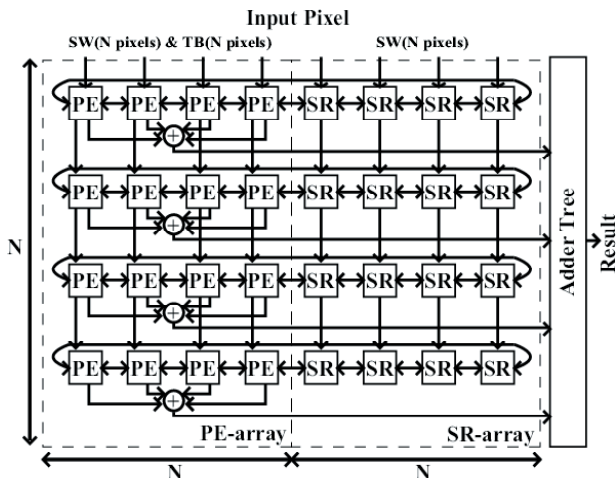 Input Pixel
SW(N pixels) & TB(N pixels) SW(N pixels)
PE PE PE PE SR SR SR SR
+
PE PE PE PE SR SR SR SR
+
N
PE PE PE PE SR SR SR SR
+
PE PE PE PE SR SR SR SR
+
PE-array SR-array
N N
Adder Tree
Result